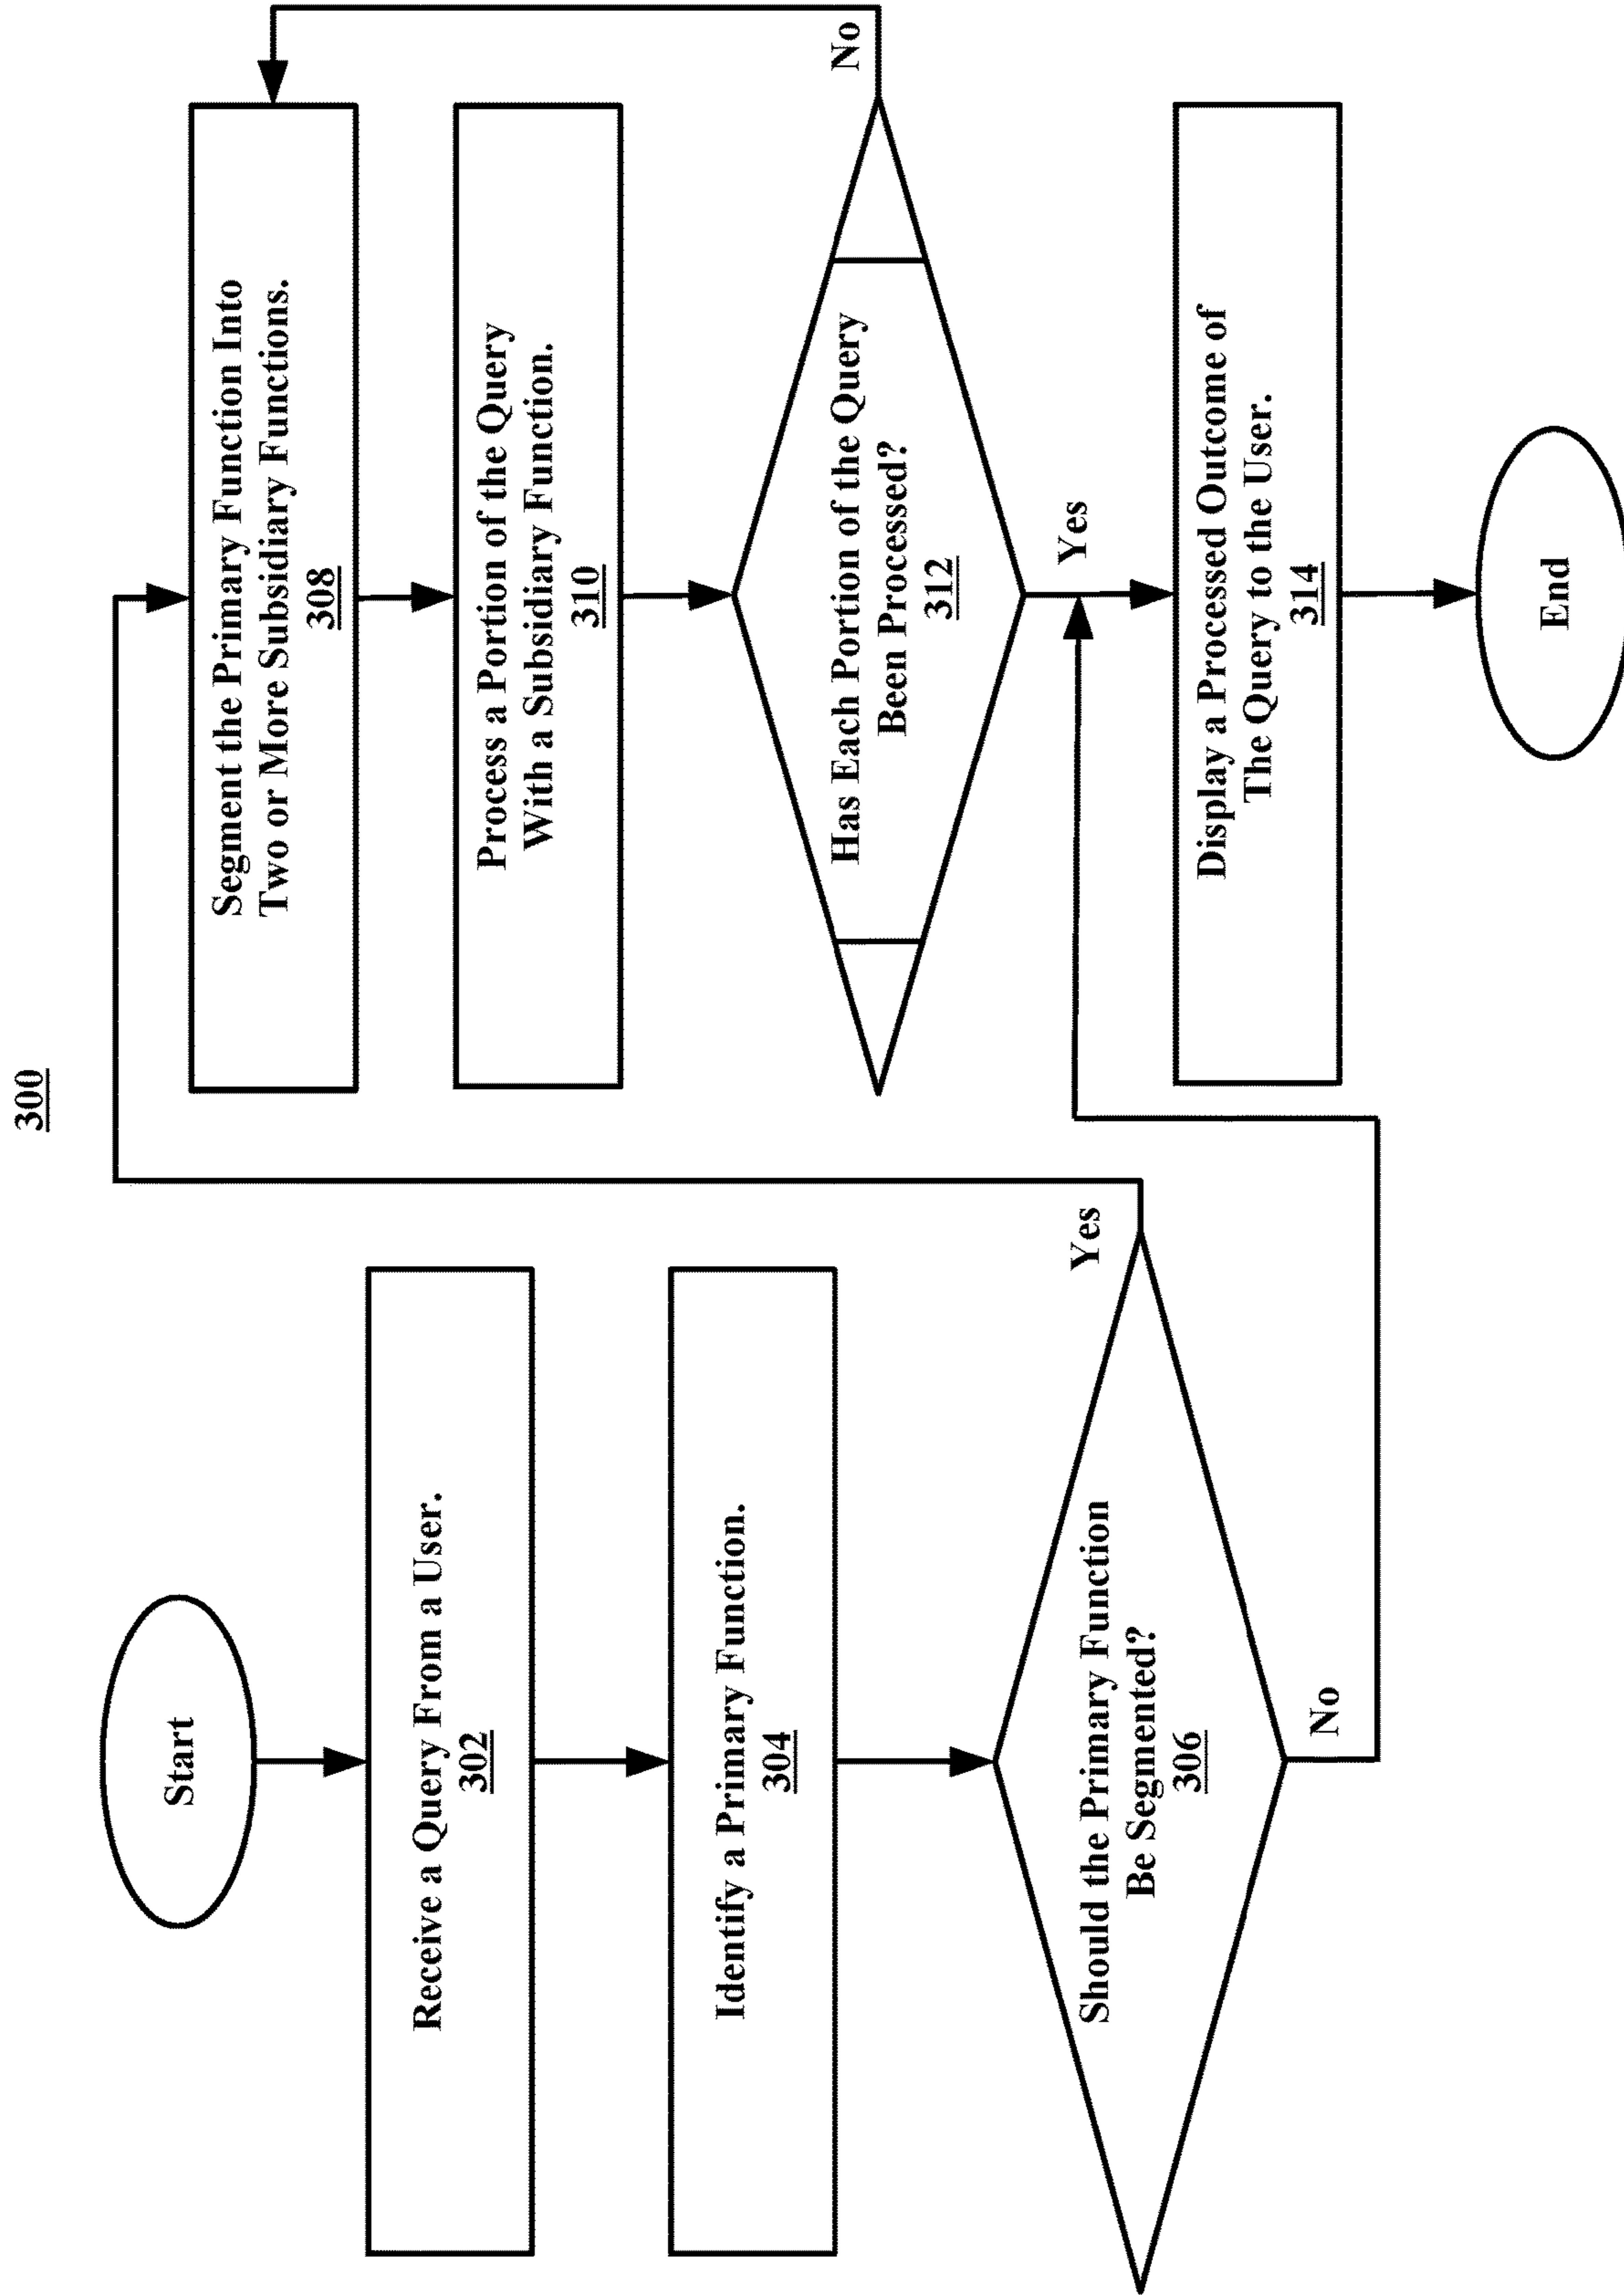 300
Start
Receive a Query From a User.
302
Identify a Primary Function.
304
Should the Primary Function
Be Segmented?
306
Yes
No
Segment the Primary Function Into
Two or More Subsidiary Functions.
308
Process a Portion of the Query
With a Subsidiary Function.
310
Has Each Portion of the Query
Been Processed?
312
No
Yes
Display a Processed Outcome of
The Query to the User.
314
End